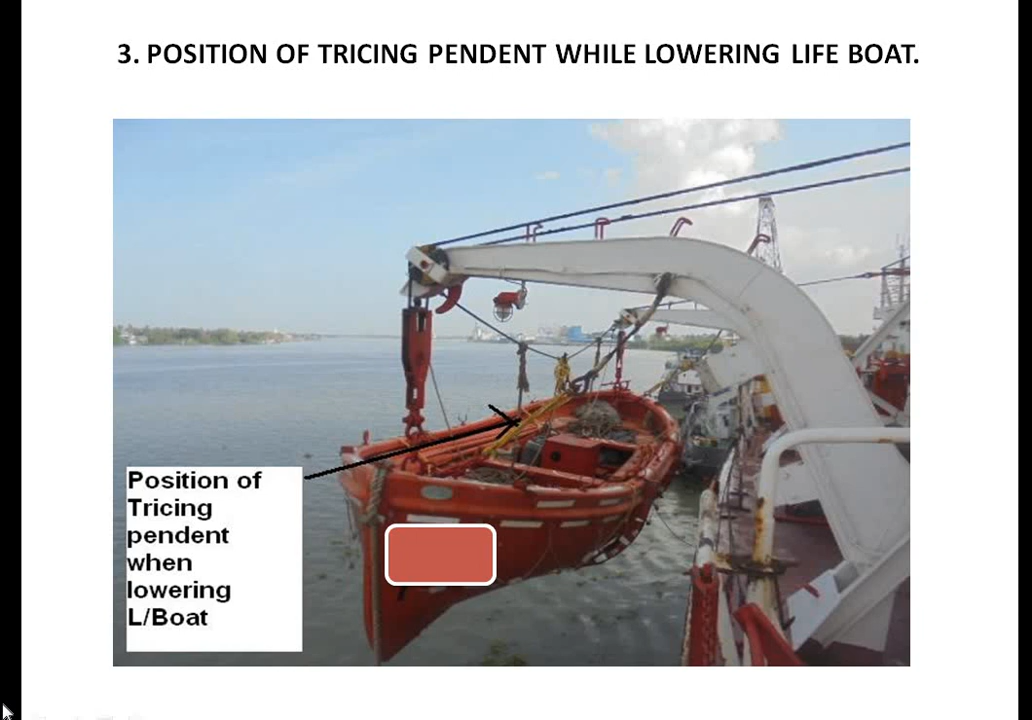 3. POSITION OF TRICING PENDENT WHILE LOWERING LIFE BOAT.
Position of
Tricing
pendent
when
lowering
L/Boat